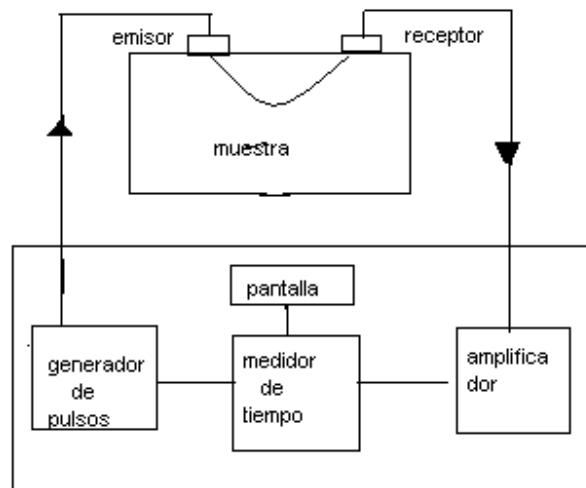 emisor
receptor
muestra
pantalla
generador
de
pulsos
medidor
de
tiempo
amplifica
dor